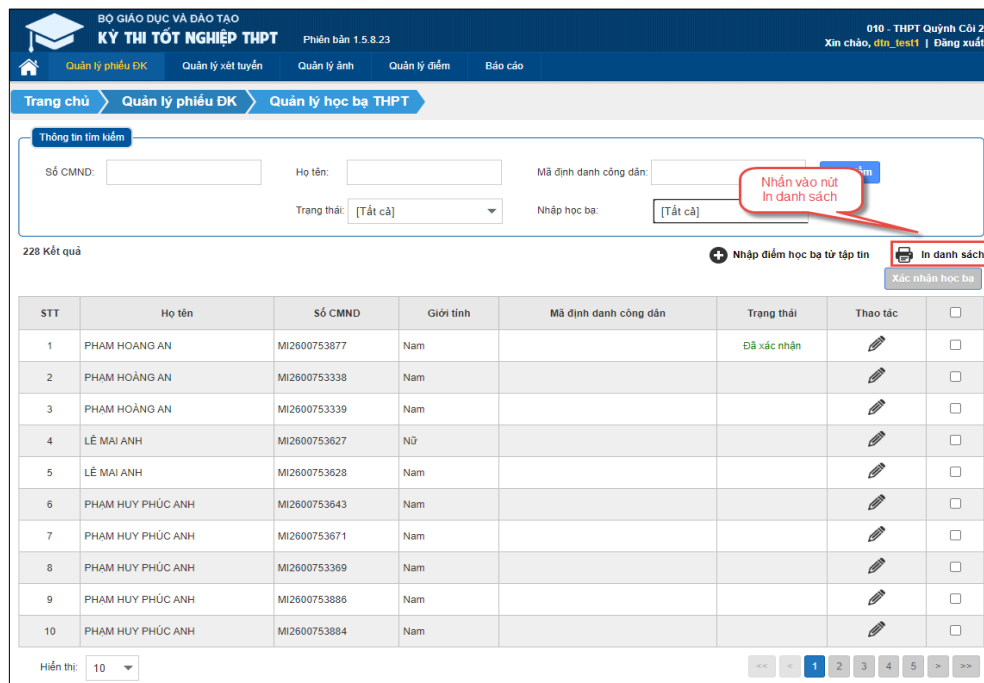 BỘ GIÁO DỤC VÀ ĐÀO TẠO
KỲ THI TỐT NGHIỆP THPT Phiên bản 1.5.8.23
010 - THPT Quỳnh Côi 2
Xin chào, dtn_test1 | Đăng xuất
Quản lý phiếu ĐK Quản lý xét tuyển Quản lý ảnh Quản lý điểm Báo cáo
Trang chủ Quản lý phiếu ĐK Quản lý học bạ THPT
Thông tin tìm kiếm
Số CMND: Họ tên: Mã định danh công dân:
Nhấn vào nút
In danh sách
Trạng thái: [Tất cả] Nhập học bạ: [Tất cả]
228 Kết quả Nhập điểm học bạ từ tập tin In danh sách
Xác nhận học bạ
STT Họ tên Số CMND Giới tính Mã định danh công dân Trạng thái Thao tác
1 PHAM HOANG AN MI2600753877 Nam Đã xác nhận
2 PHẠM HOÀNG AN MI2600753338 Nam
3 PHẠM HOÀNG AN MI2600753339 Nam
4 LÊ MAI ANH MI2600753627 Nữ
5 LÊ MAI ANH MI2600753628 Nam
6 PHẠM HUY PHÚC ANH MI2600753643 Nam
7 PHẠM HUY PHÚC ANH MI2600753671 Nam
8 PHẠM HUY PHÚC ANH MI2600753369 Nam
9 PHẠM HUY PHÚC ANH MI2600753886 Nam
10 PHẠM HUY PHÚC ANH MI2600753884 Nam
Hiển thị: 10 << < 1 2 3 4 5 > >>